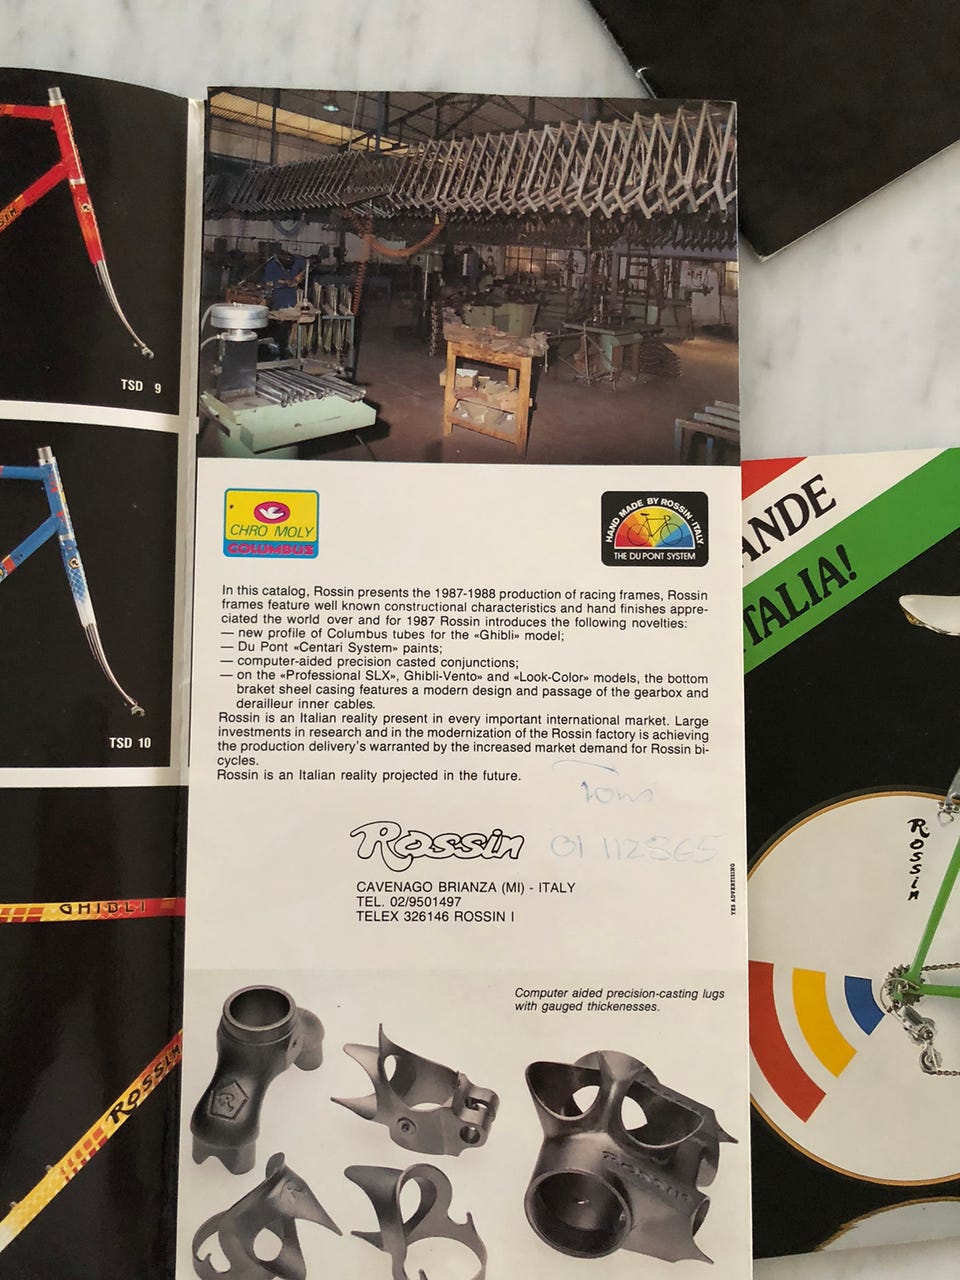 TSD 9
TSD 10
GHIBLI
ROSSIN
CHRO MOLY
COLUMBUS
HAND MADE BY ROSSIN-ITALY
THE DU PONT SYSTEM
In this catalog, Rossin presents the 1987-1988 production of racing frames, Rossin
frames feature well known constructional characteristics and hand finishes appre-
ciated the world over and for 1987 Rossin introduces the following novelties:
— new profile of Columbus tubes for the «Ghibli» model;
— Du Pont «Centari System» paints;
— computer-aided precision casted conjunctions;
— on the «Professional SLX», Ghibli-Vento» and «Look-Color» models, the bottom
braket sheel casing features a modern design and passage of the gearbox and
derailleur inner cables.
Rossin is an Italian reality present in every important international market. Large
investments in research and in the modernization of the Rossin factory is achieving
the production delivery's warranted by the increased market demand for Rossin bi-
cycles.
Rossin is an Italian reality projected in the future.
Rossin
CAVENAGO BRIANZA (MI) - ITALY
TEL. 02/9501497
TELEX 326146 ROSSIN I
YES ADVERTISING
Computer aided precision-casting lugs
with gauged thickenesses.
R
ROSSIN
ANDE
ITALIA!
Rossin